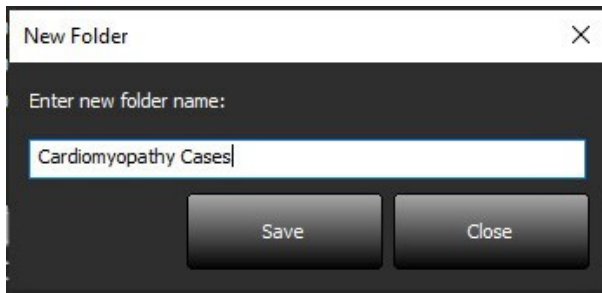 New Folder
Enter new folder name:
Cardiomyopathy Cases
Save Close